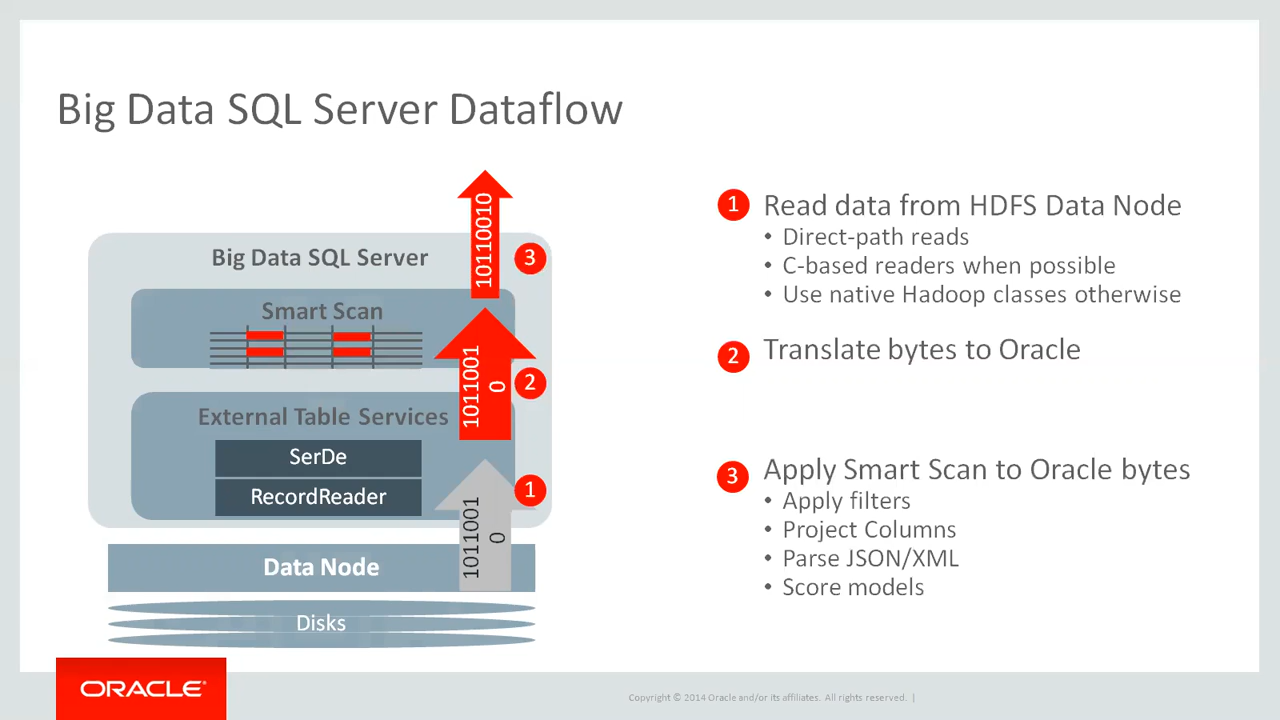 Big Data SQL Server Dataflow
10110010
Big Data SQL Server
3
Smart Scan
1011001
0
2
External Table Services
SerDe
RecordReader
1
1011001
0
Data Node
Disks
1 Read data from HDFS Data Node
• Direct-path reads
• C-based readers when possible
• Use native Hadoop classes otherwise
2 Translate bytes to Oracle
3 Apply Smart Scan to Oracle bytes
• Apply filters
• Project Columns
• Parse JSON/XML
• Score models
ORACLE®
Copyright © 2014 Oracle and/or its affiliates. All rights reserved. |